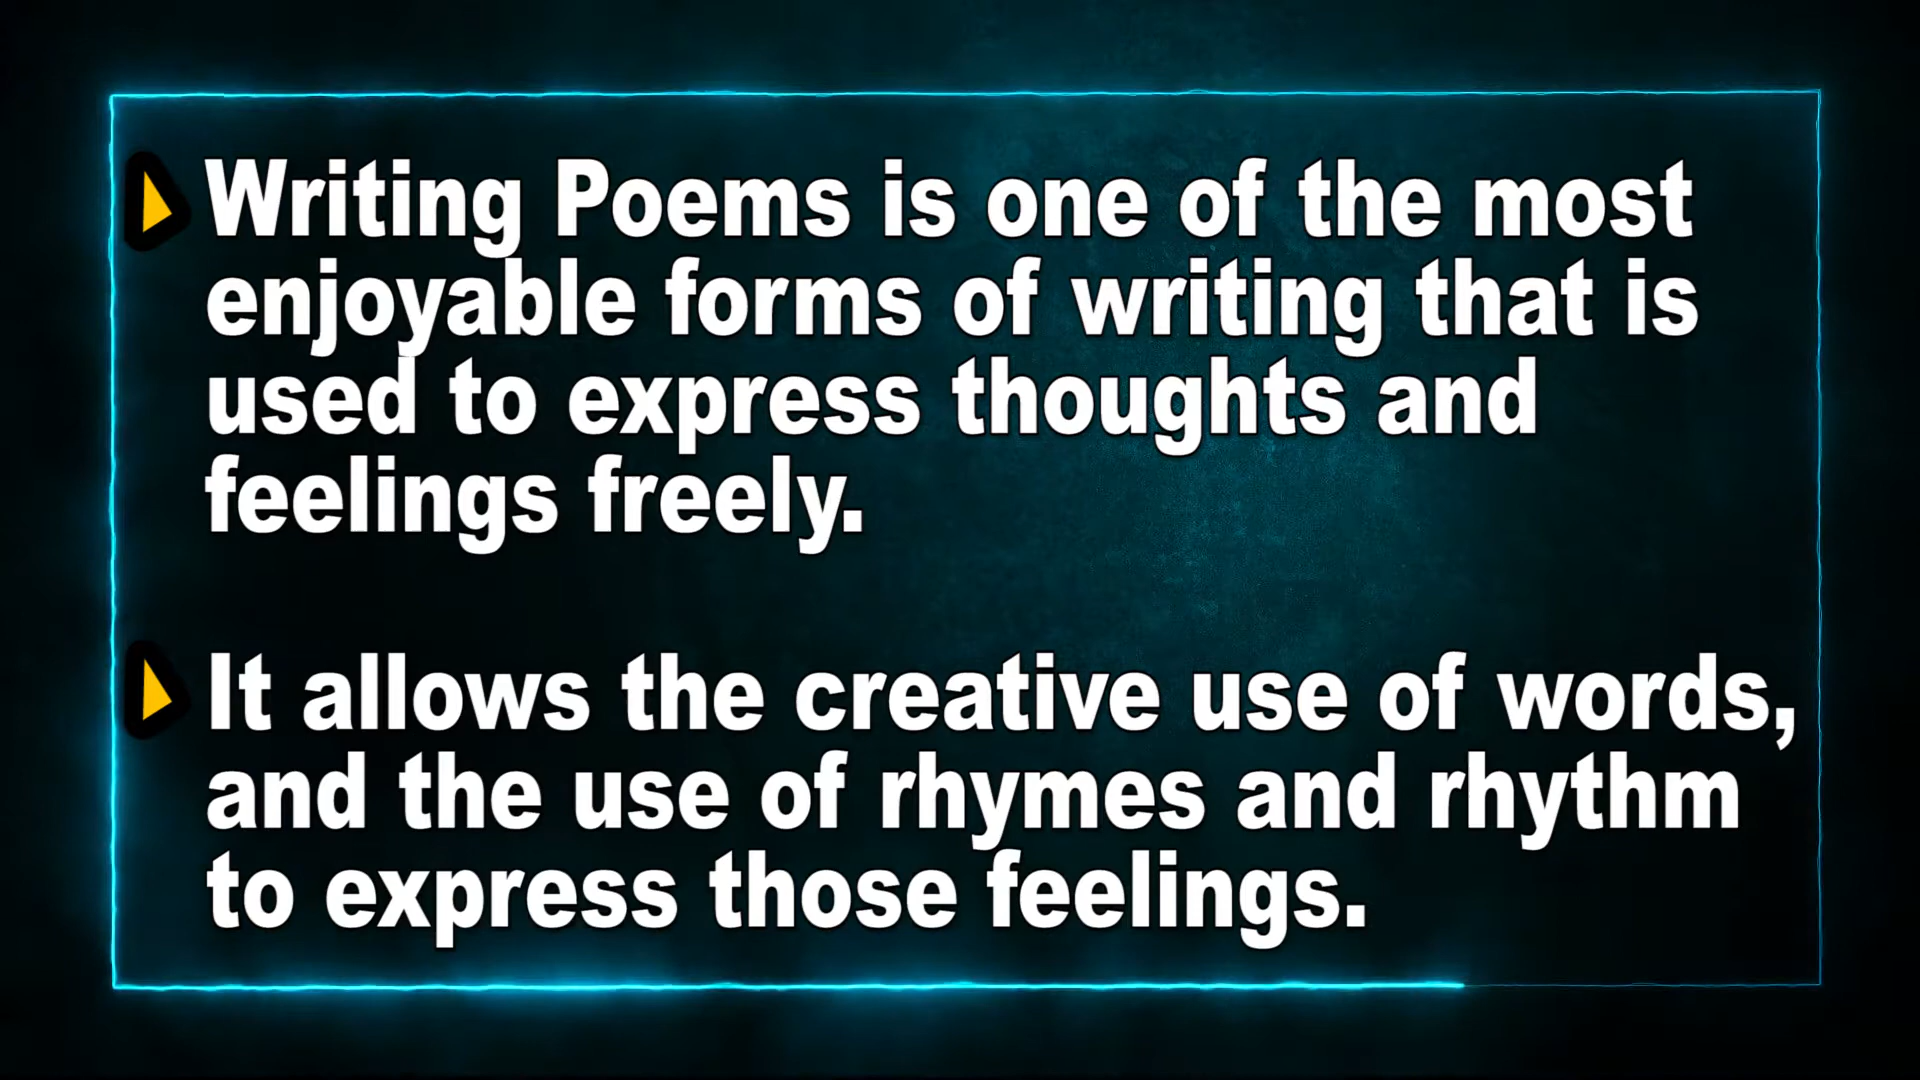 Writing Poems is one of the most
enjoyable forms of writing that is
used to express thoughts and
feelings freely.
It allows the creative use of words,
and the use of rhymes and rhythm
to express those feelings.